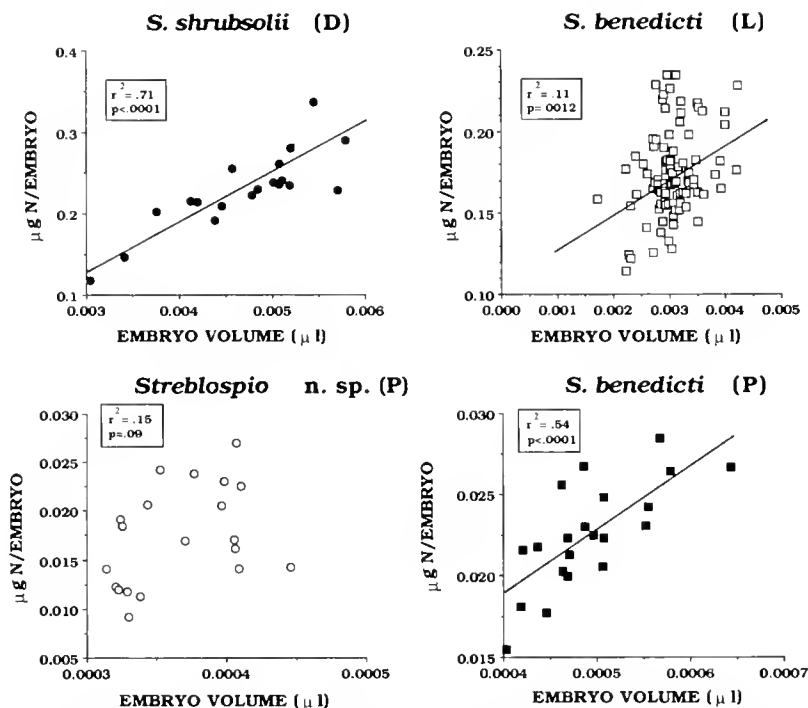 S. shrubsolii (D)
r² = .71
p<.0001
0.4
0.3
0.2
0.1
µg N/EMBRYO
0.003 0.004 0.005 0.006
EMBRYO VOLUME (µl)
S. benedicti (L)
r² = .11
p=.0012
0.25
0.20
0.15
0.10
µg N/EMBRYO
0.000 0.001 0.002 0.003 0.004 0.005
EMBRYO VOLUME (µl)
Streblospio n. sp. (P)
r² = .15
p=.09
0.030
0.025
0.020
0.015
0.010
0.005
µg N/EMBRYO
0.0003 0.0004 0.0005
EMBRYO VOLUME (µl)
S. benedicti (P)
r² = .54
p<.0001
0.030
0.025
0.020
0.015
µg N/EMBRYO
0.0004 0.0005 0.0006 0.0007
EMBRYO VOLUME (µl)